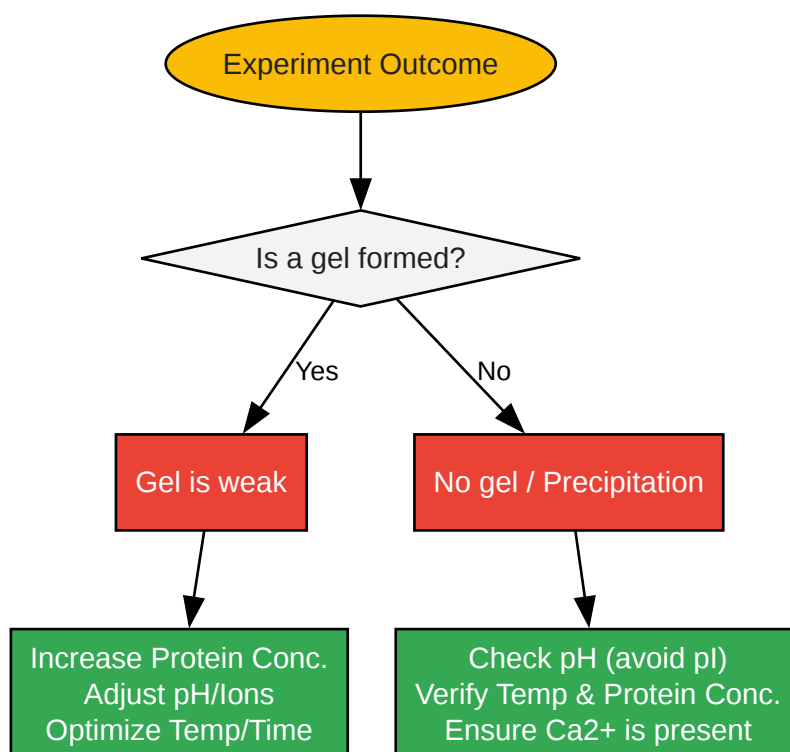 Experiment Outcome
Is a gel formed?
Yes
No
Gel is weak
No gel / Precipitation
Increase Protein Conc.
Adjust pH/Ions
Optimize Temp/Time
Check pH (avoid pI)
Verify Temp & Protein Conc.
Ensure Ca2+ is present